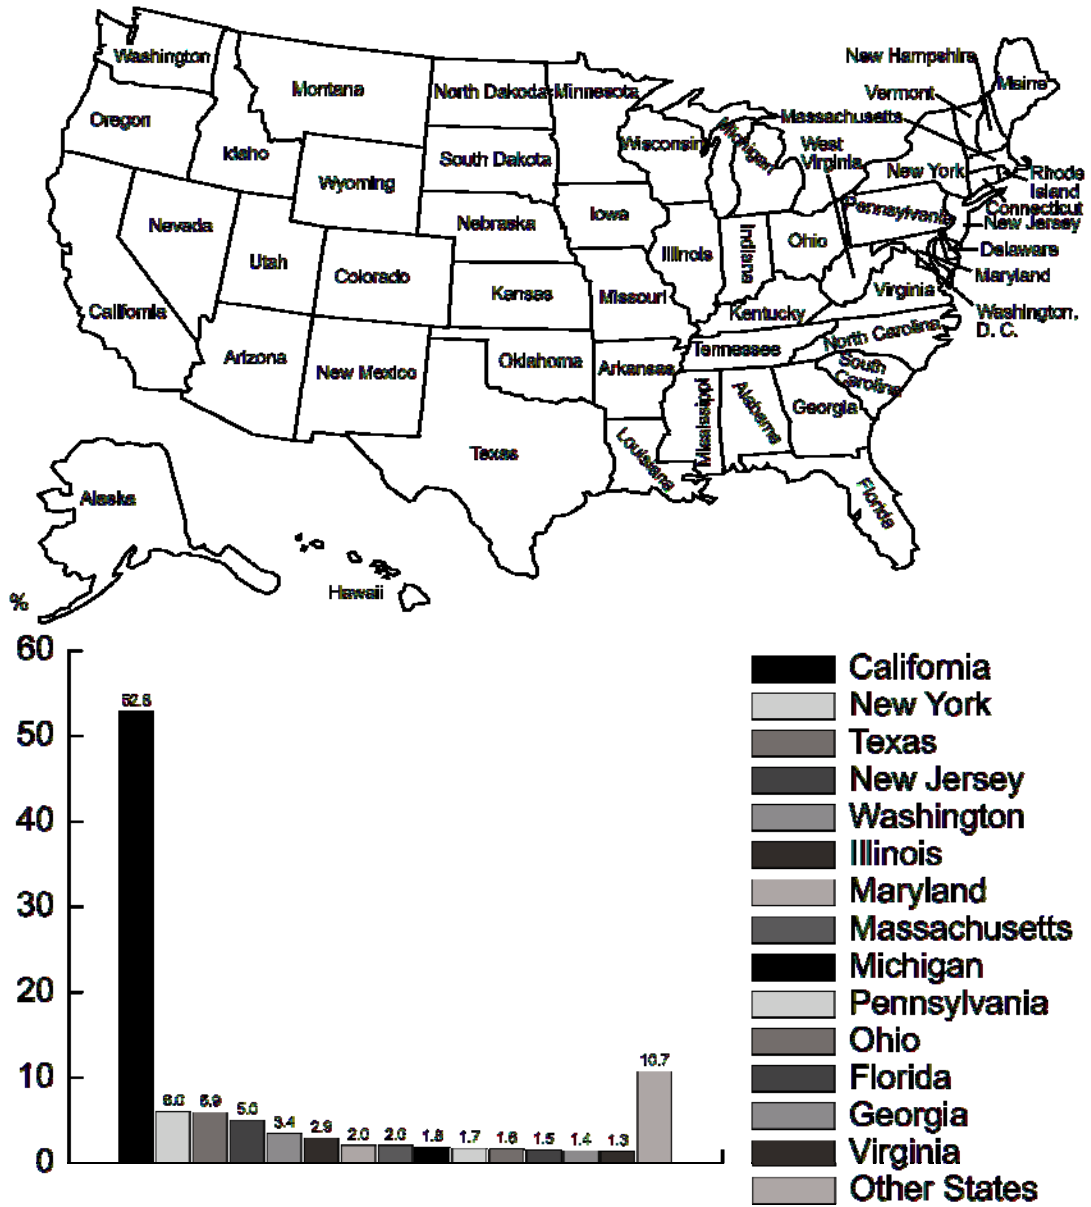 New Hampshire
Washington
Montana
North Dakoda
Minnesota
Maine
Vermont
Oregon
Massachusetts
Idaho
South Dakota
Wisconsin
Michigan
West
Virginia
Wyoming
New York
Rhode
Island
Connecticut
Nevada
Nebraska
Iowa
Pennsylvania
New Jersey
Utah
Colorado
Illinois
Indiana
Ohio
Delaware
Maryland
California
Kansas
Missouri
Kentucky
Virginia
Washington,
D. C.
Arizona
New Mexico
Oklahoma
Arkansas
Tennessee
North Carolina
South
Carolina
Texas
Louisiana
Mississippi
Alabama
Georgia
Florida
Alaska
Hawaii
%
60
50
40
30
20
10
0
52.8
6.0
5.9
5.0
3.4
2.9
2.0
2.0
1.8
1.7
1.6
1.5
1.4
1.3
10.7
California
New York
Texas
New Jersey
Washington
Illinois
Maryland
Massachusetts
Michigan
Pennsylvania
Ohio
Florida
Georgia
Virginia
Other States